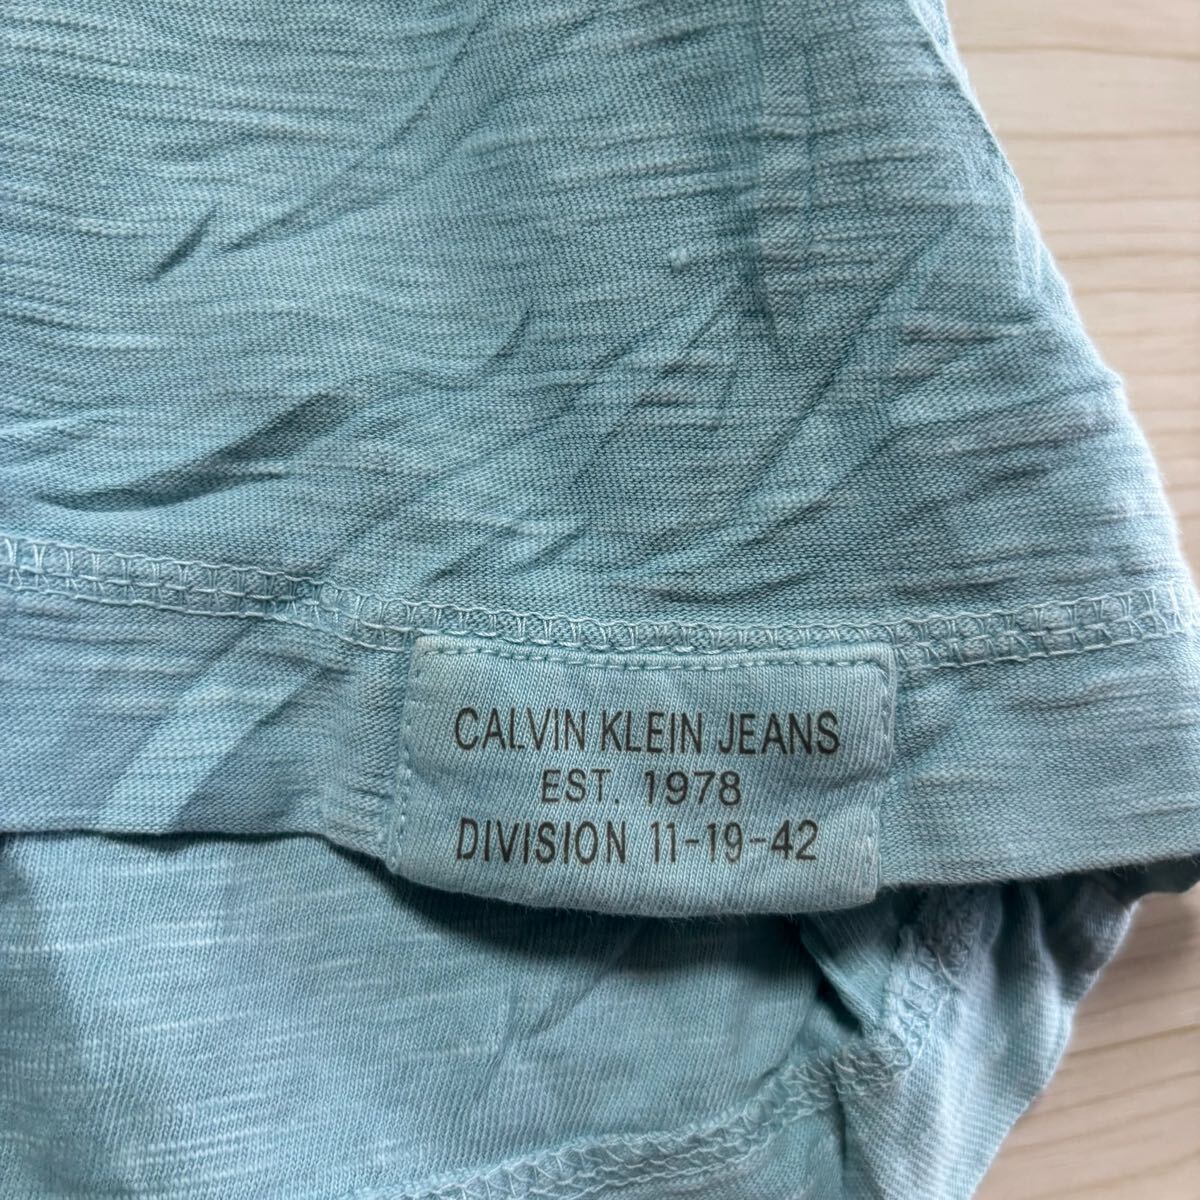 CALVIN KLEIN JEANS
EST. 1978
DIVISION 11-19-42